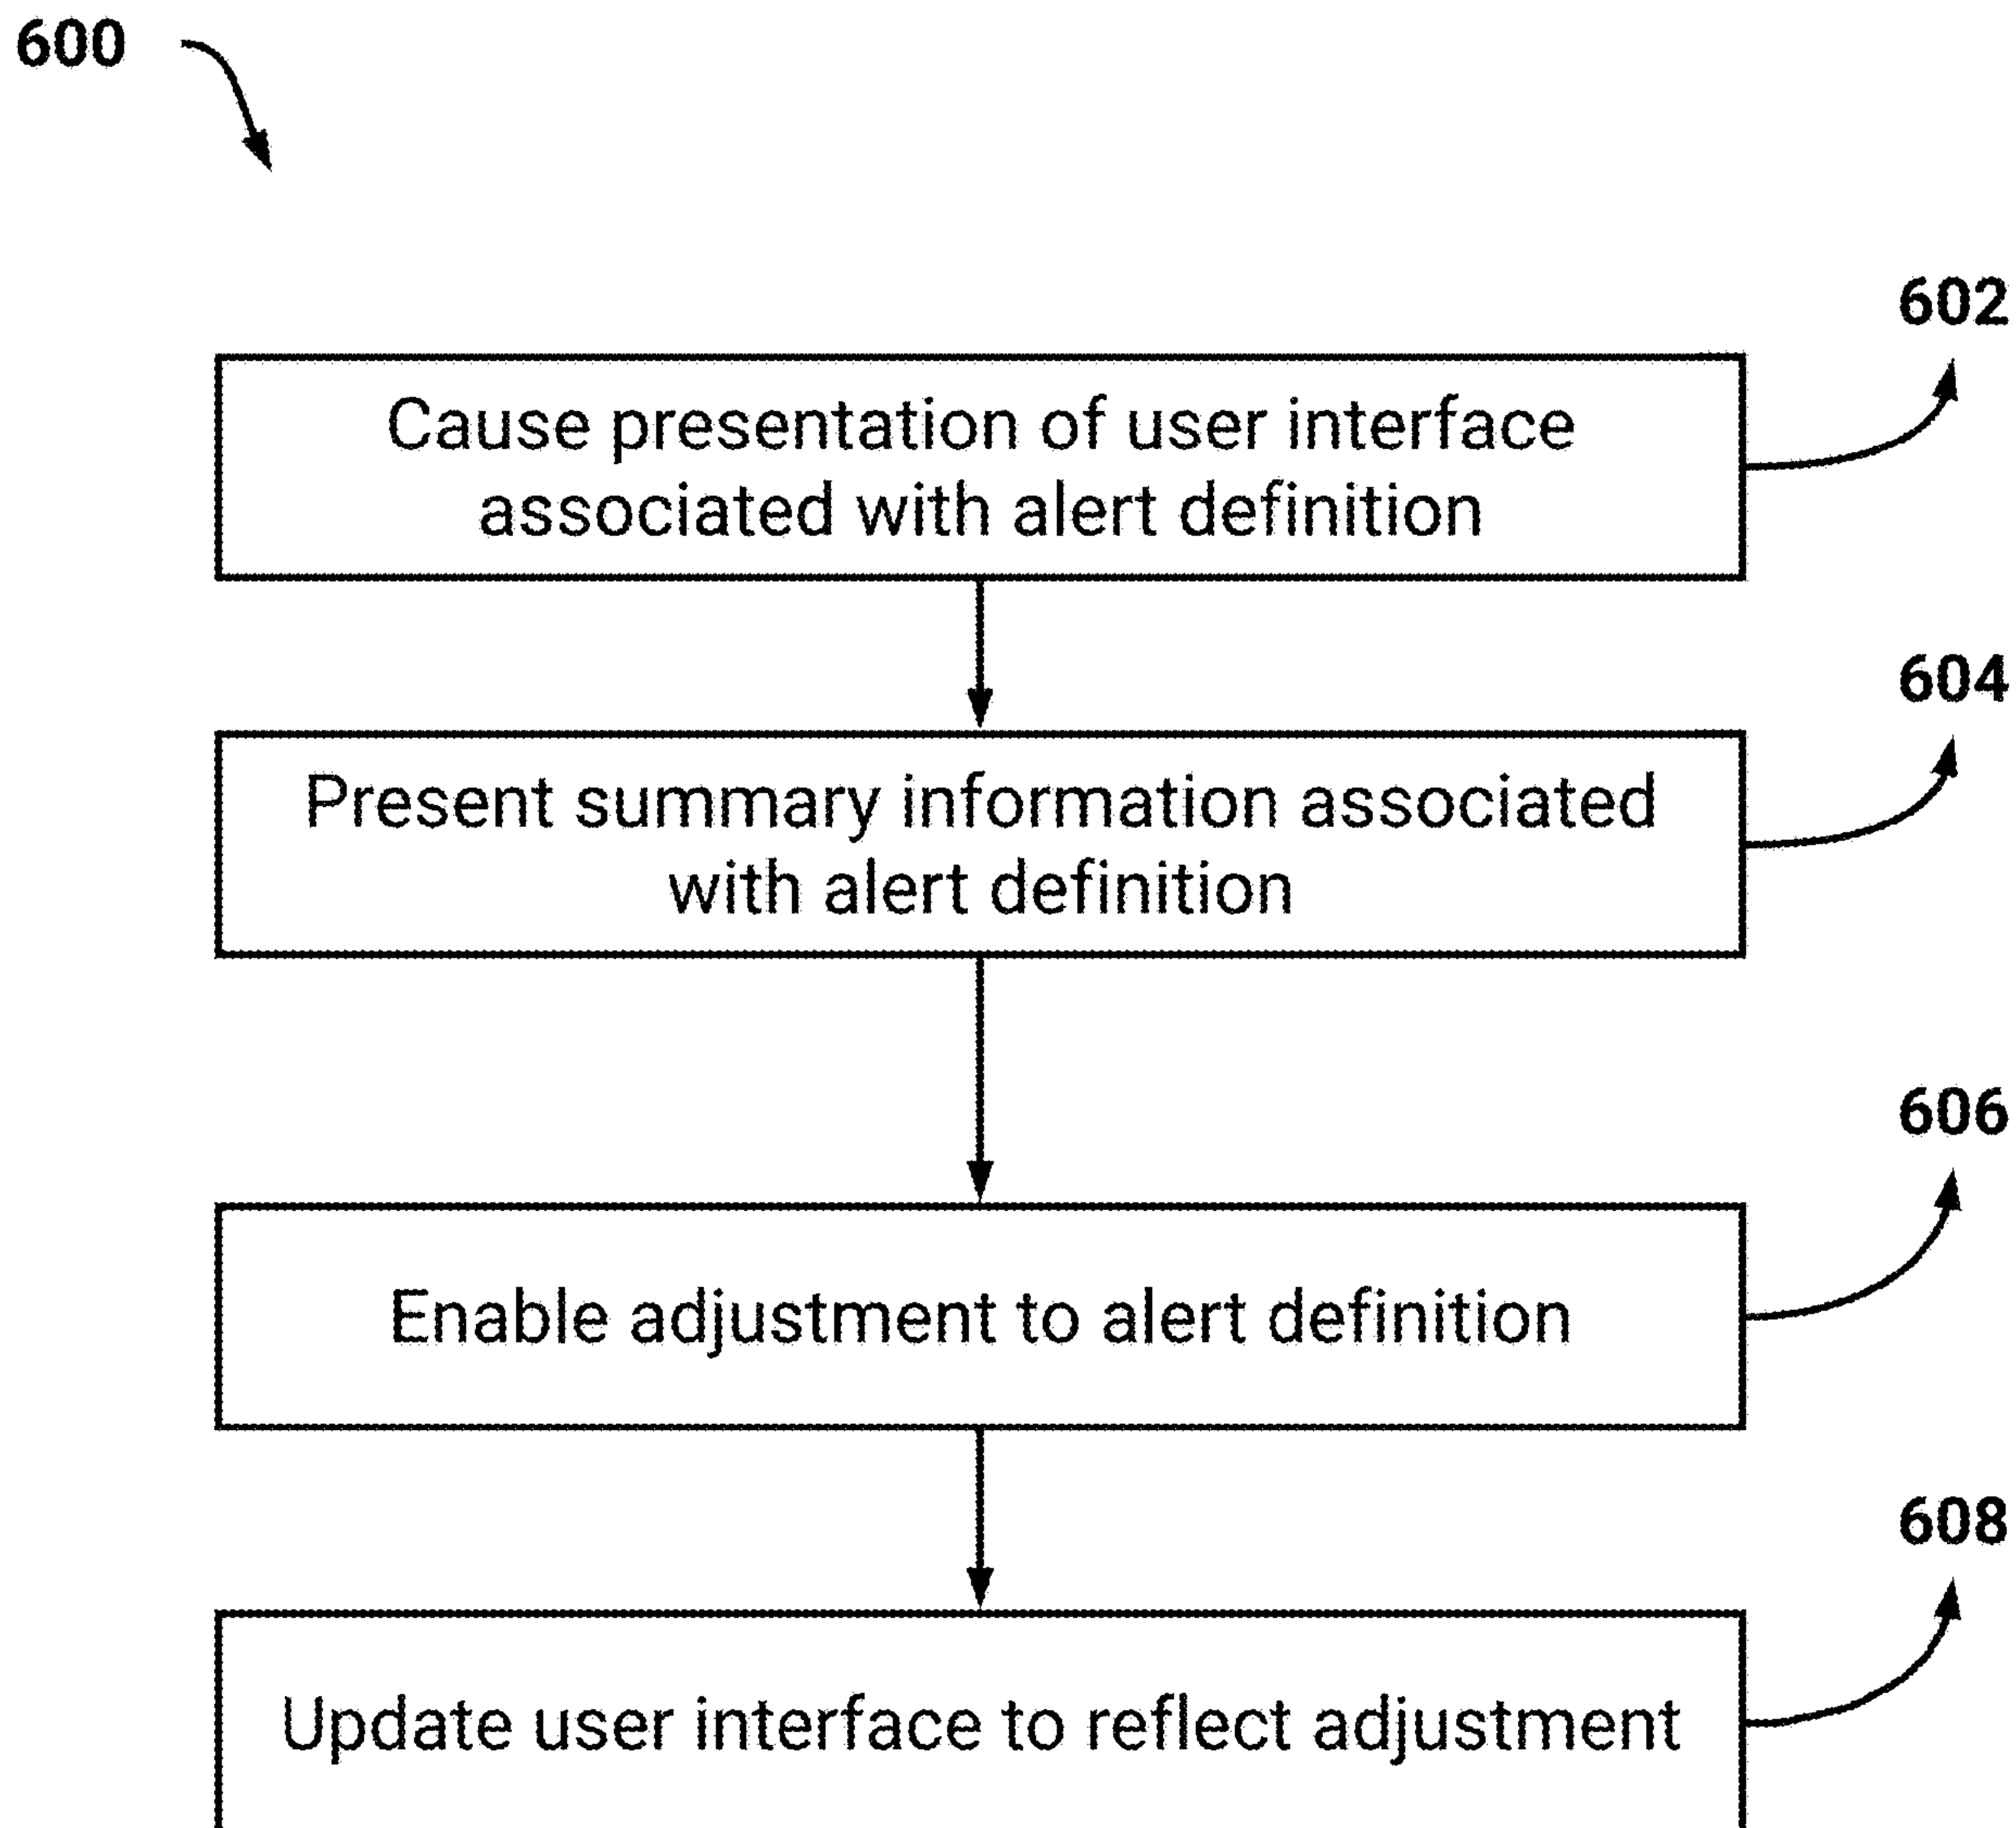 600
602
Cause presentation of user interface
associated with alert definition
604
Present summary information associated
with alert definition
606
Enable adjustment to alert definition
608
Update user interface to reflect adjustment